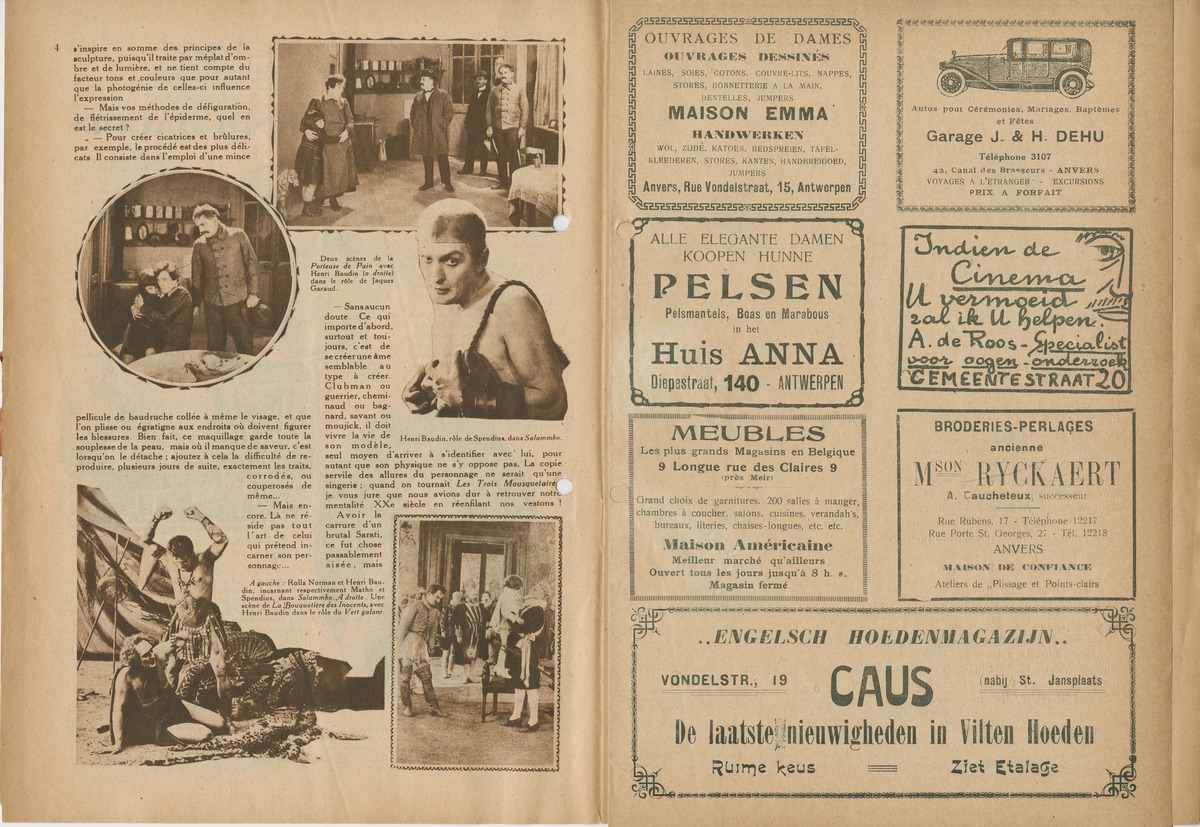 4
s'inspire en somme des principes de la
sculpture, puisqu'il traite par méplat d'om-
bre et de lumière, et ne tient compte du
facteur tons et couleurs que pour autant
que la photogénie de celles-ci influence
l'expression
— Mais vos méthodes de défiguration,
de flétrissement de l'épiderme, quel en
est le secret ?
„ — Pour créer cicatrices et brûlures,
par exemple, le procédé est des plus déli-
cats Il consiste dans l'emploi d'une mince
Deux scènes de la
Porteuse de Pain avec
Henri Baudin (à droite)
dans le rôle de Jaques
Garaud.
pellicule de baudruche collée à même le visage, et que
l'on plisse ou égratigne aux endroits où doivent figurer
les blessures. Bien fait, ce maquillage garde toute la
souplesse de la peau, mais où il manque de saveur, c'est
lorsqu'on le détache ; ajoutez à cela la difficulté de re-
produire, plusieurs jours de suite, exactement les traits,
corrodés, ou
couperosés de
même...
— Mais en-
core. Là ne ré-
side pas tout
l'art de celui
qui prétend in-
carner son per-
sonnage...
— Sans aucun
doute Ce qui
importe d'abord,
surtout et tou-
jours, c'est de
se créer une âme
semblable au
type à créer.
Clubman ou
guerrier, chemi-
naud ou bag-
nard, savant ou
moujick, il doit
vivre la vie de
son modèle,
seul moyen d'arriver à s'identifier avec lui, pour
autant que son physique ne s'y oppose pas. La copie
servile des allures du personnage ne serait qu'une
singerie ; quand on tournait Les Trois Mousquetaires
je vous jure que nous avions dur à retrouver notre
mentalité XXe siècle en réenfilant nos vestons !
Avoir la
carrure d'un
brutal Sarati,
ce fut chose
passablement
aisée, mais
Henri Baudin, rôle de Spendius, dans Salammbo.
A gauche : Rolla Norman et Henri Bau-
din, incarnant respectivement Matho et
Spendius, dans Salammbo. A droite : Une
scène de La Bouquetière des Inocents, avec
Henri Baudin dans le rôle du Vert galant.
OUVRAGES DE DAMES
OUVRAGES DESSINÉS
LAINES, SOIES, COTONS, COUVRE-LITS, NAPPES,
STORES, BONNETTERIE A LA MAIN,
DENTELLES, JUMPERS
MAISON EMMA
HANDWERKEN
WOL, ZIJDE, KATOEN, BEDSPREIEN, TAFEL-
KLEEDEREN, STORES, KANTEN, HANDBREIGOED,
JUMPERS
Anvers, Rue Vondelstraat, 15, Antwerpen
Autos pour Cérémonies, Mariages, Baptèmes
et Fêtes
Garage J. & H. DEHU
Téléphone 3107
42, Canal des Brasseurs - ANVERS
VOYAGES A L'ETRANGER - EXCURSIONS
PRIX A FORFAIT
ALLE ELEGANTE DAMEN
KOOPEN HUNNE
PELSEN
Pelsmantels, Boas en Marabous
in het
Huis ANNA
Diepestraat, 140 - ANTWERPEN
Indien de
Cinema
U vermoeid
zal ik U helpen.
A. de Roos - Specialist
voor oogen-onderzoek
GEMEENTESTRAAT 20
MEUBLES
Les plus grands Magasins en Belgique
9 Longue rue des Claires 9
(près Meir)
Grand choix de garnitures. 200 salles à manger,
chambres à coucher, salons, cuisines, verandah's,
bureaux, literies, chaises-longues, etc. etc.
Maison Américaine
Meilleur marché qu'ailleurs
Ouvert tous les jours jusqu'à 8 h. s.
Magasin fermé
BRODERIES-PERLAGES
ancienne
MSON RYCKAERT
A. Caucheteux, successeur
Rue Rubens, 17 - Téléphone 12217
Rue Porte St. Georges, 27 - Tél. 12218
ANVERS
MAISON DE CONFIANCE
Ateliers de „Plissage et Points-clairs
..ENGELSCH HOEDENMAGAZIJN..
VONDELSTR., 19 CAUS (nabij St. Jansplaats
De laatste nieuwigheden in Vilten Hoeden
Ruime keus = Ziet Etalage